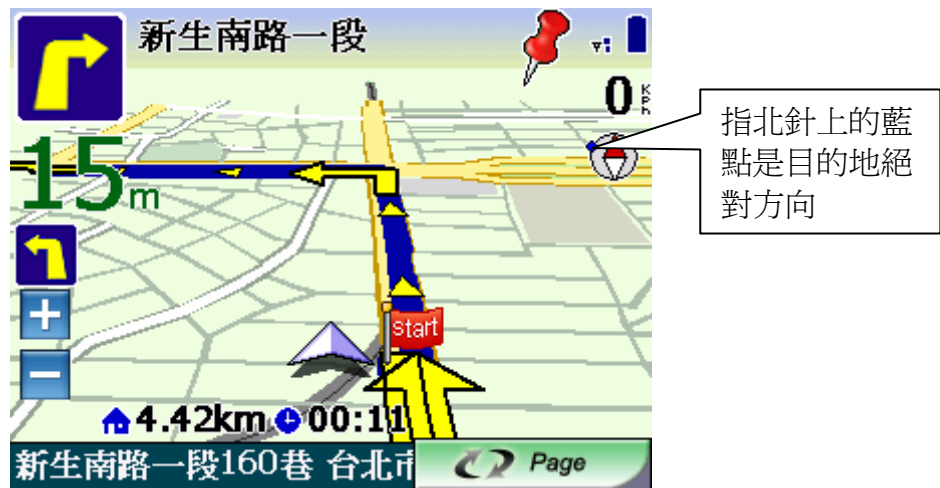 新生南路一段
0 KPH
15m
指北針上的藍
點是目的地絕
對方向
start
4.42km 00:11
新生南路一段160巷 台北市 Page